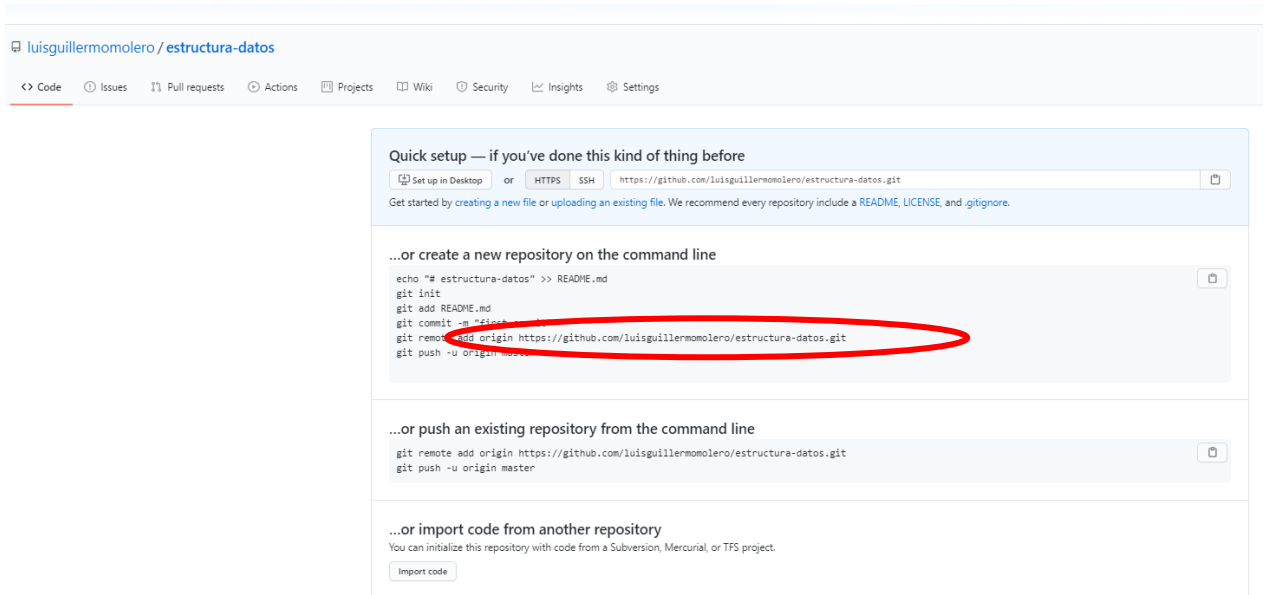 luisguillermomolero / estructura-datos
Code Issues Pull requests Actions Projects Wiki Security Insights Settings
Quick setup — if you've done this kind of thing before
Set up in Desktop or HTTPS SSH https://github.com/luisguillermomolero/estructura-datos.git
Get started by creating a new file or uploading an existing file. We recommend every repository include a README, LICENSE, and .gitignore.
...or create a new repository on the command line
echo "# estructura-datos" >> README.md
git init
git add README.md
git commit -m "first commit"
git remote add origin https://github.com/luisguillermomolero/estructura-datos.git
git push -u origin master
...or push an existing repository from the command line
git remote add origin https://github.com/luisguillermomolero/estructura-datos.git
git push -u origin master
...or import code from another repository
You can initialize this repository with code from a Subversion, Mercurial, or TFS project.
Import code